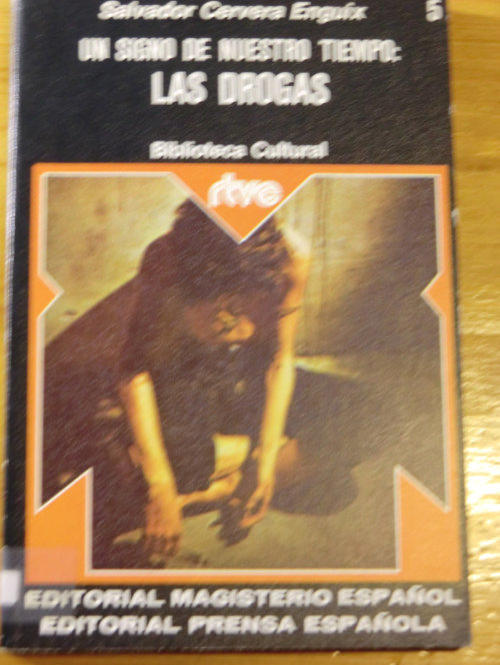 Salvador Cervera Enguix
5
UN SIGNO DE NUESTRO TIEMPO:
LAS DROGAS
Biblioteca Cultural
rtve
EDITORIAL MAGISTERIO ESPAÑOL
EDITORIAL PRENSA ESPAÑOLA